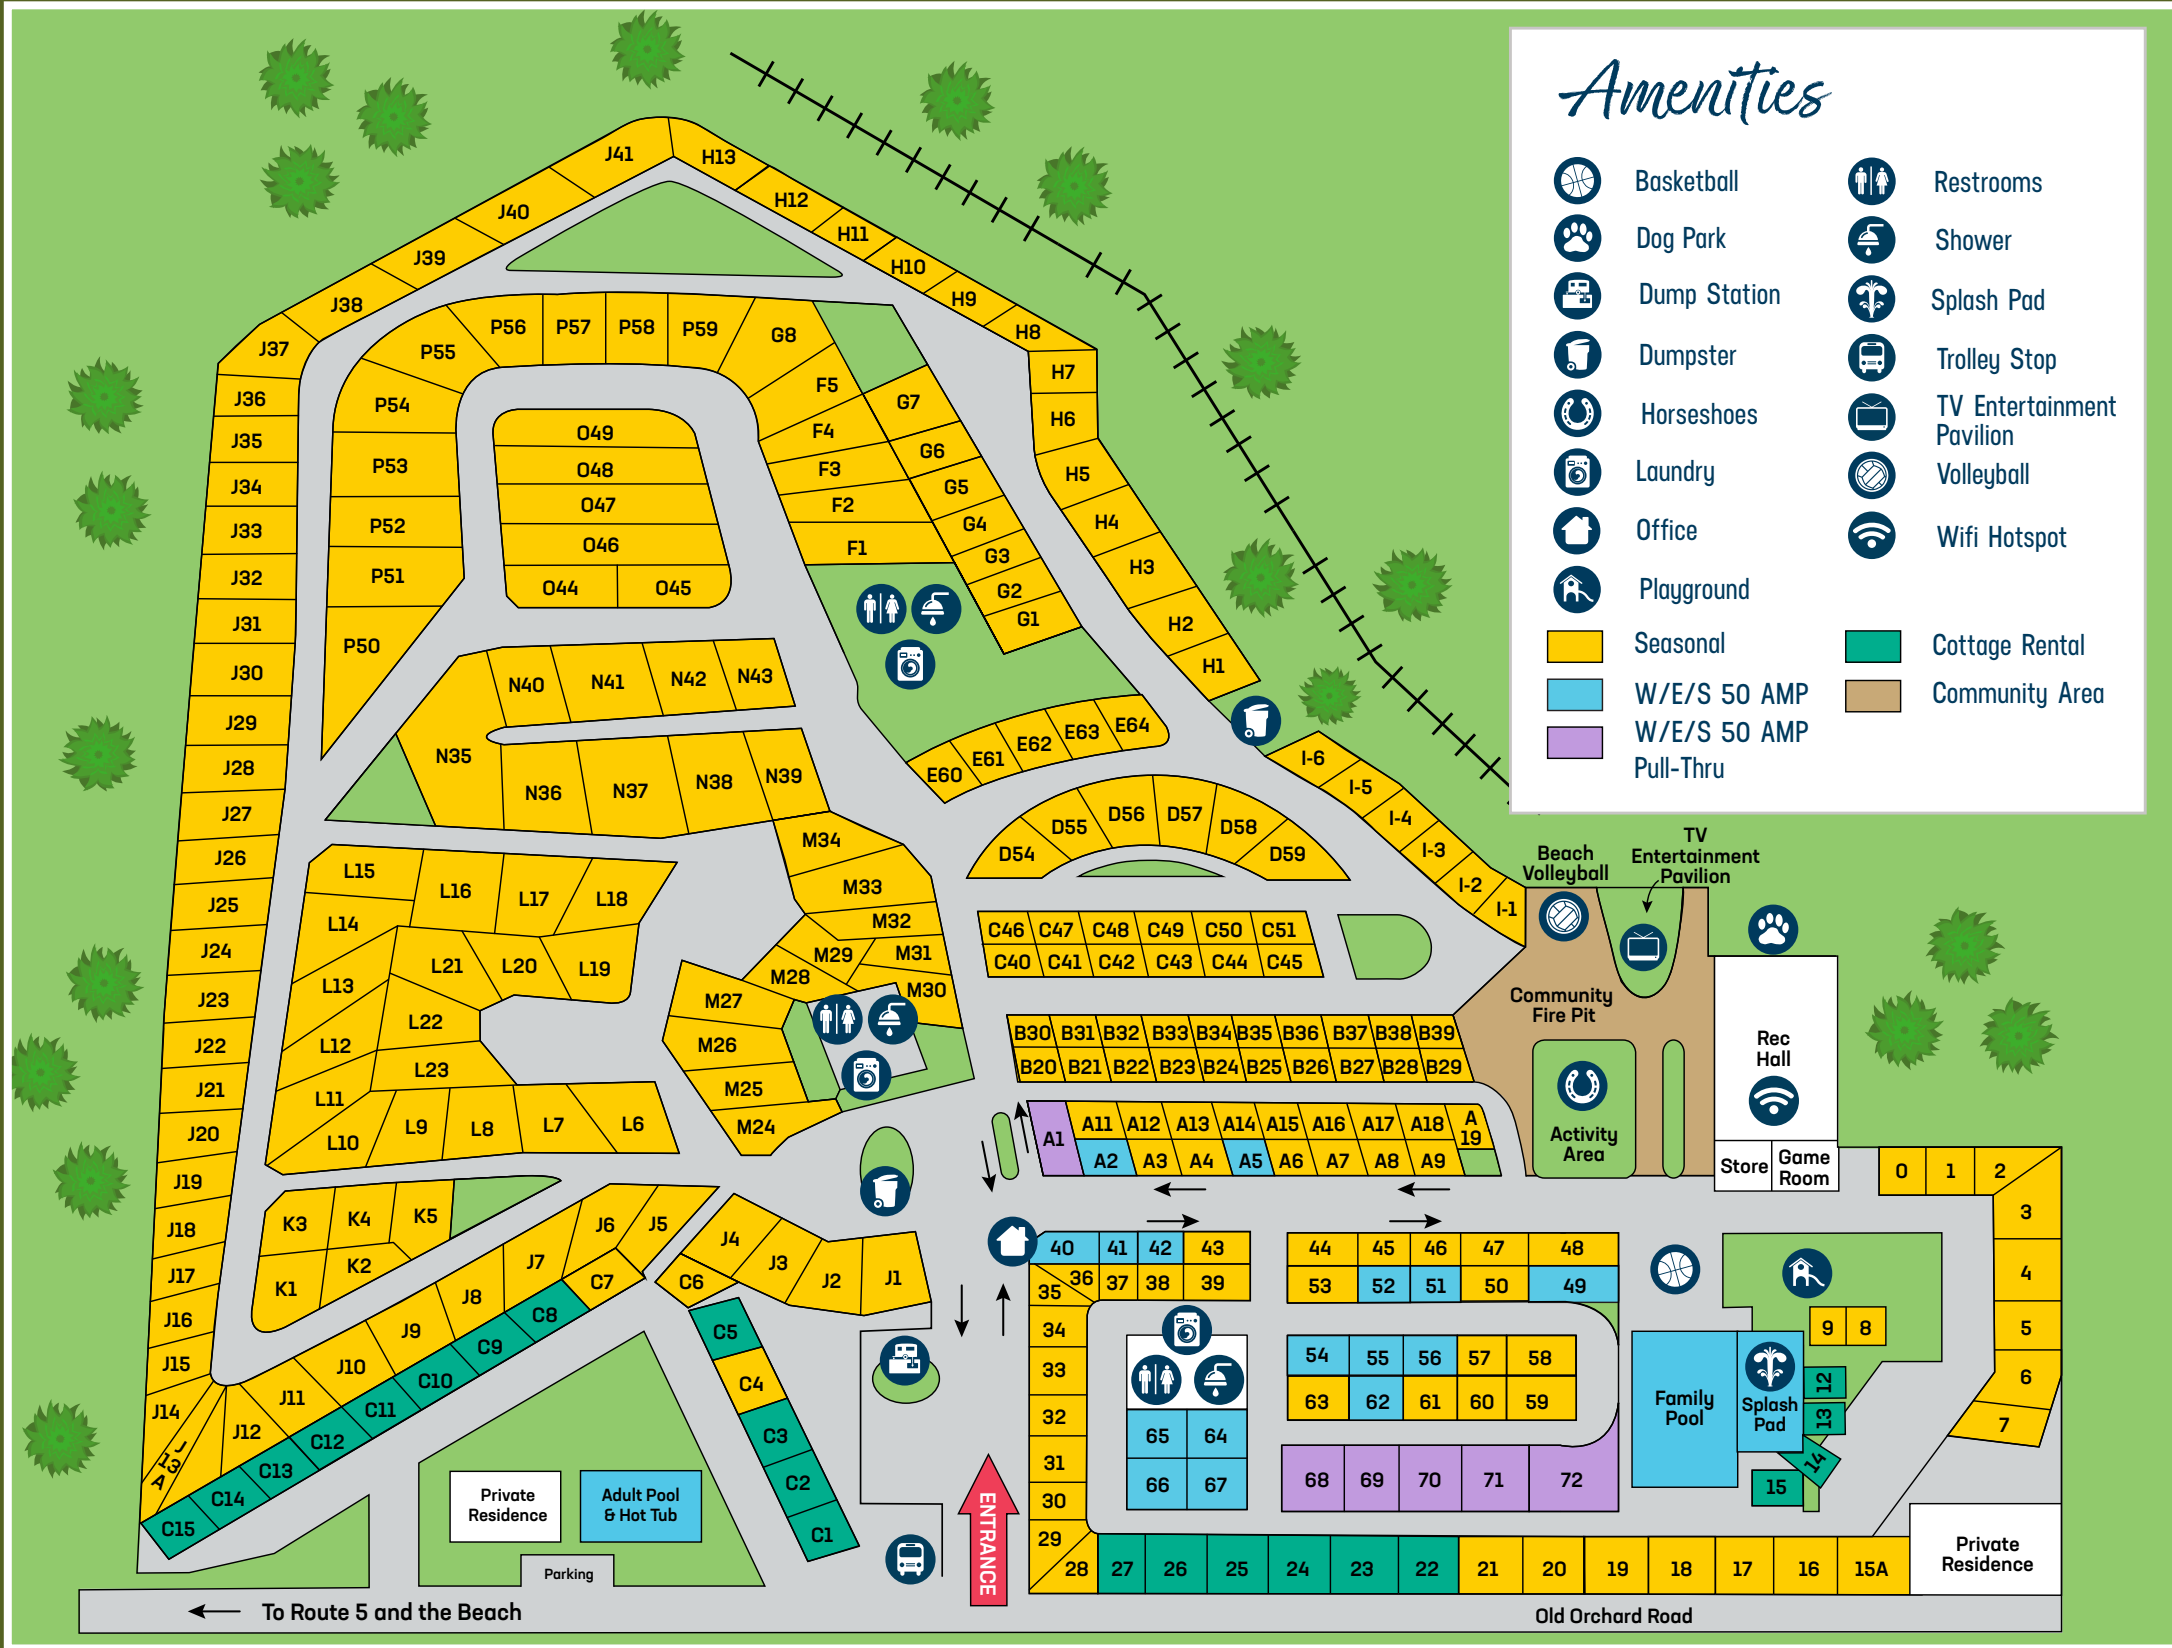 Amenities
Basketball
Dog Park
Dump Station
Dumpster
Horseshoes
Laundry
Office
Playground
Restrooms
Shower
Splash Pad
Trolley Stop
TV Entertainment
Pavilion
Volleyball
Wifi Hotspot
Seasonal
W/E/S 50 AMP
W/E/S 50 AMP
Pull-Thru
Cottage Rental
Community Area
J41
H13
J40
H12
H11
J39
H10
J38
H9
H8
J37
P56 P57 P58 P59 G8
P55
H7
J36
P54
F5
G7
H6
J35
O49
F4
G6
J34
P53
O48
F3
H5
G5
J33
P52
O47
F2
G4
H4
O46
F1
G3
J32
P51
O44 O45
G2
H3
J31
G1
H2
P50
J30
N40 N41 N42 N43
H1
J29
N35
E60 E61 E62 E63 E64
J28
N36 N37 N38 N39
I-6
J27
I-5
D54 D55 D56 D57 D58 D59
I-4
M34
I-3
J26
L15 L16 L17 L18
M33
I-2
J25
L14
M32
I-1
Beach
Volleyball
TV
Entertainment
Pavilion
C46 C47 C48 C49 C50 C51
J24
M29 M31
C40 C41 C42 C43 C44 C45
L21 L20 L19
M28
L13
M30
J23
M27
Community
Fire Pit
L22
J22
L12
M26
B30 B31 B32 B33 B34 B35 B36 B37 B38 B39
L23
B20 B21 B22 B23 B24 B25 B26 B27 B28 B29
Rec
Hall
J21
L11
M25
J20
L10 L9 L8 L7 L6
M24
A1
A11 A12 A13 A14 A15 A16 A17 A18
A
19
A2 A3 A4 A5 A6 A7 A8 A9
Activity
Area
Store
Game
Room
J19
0 1 2
J18
K3 K4 K5
J6 J5
3
J17
K1 K2
J7
J4
J3
J2
J1
C6
C7
40 41 42 43
44 45 46 47 48
35 36 37 38 39
53 52 51 50 49
4
J16
J8
C8
J9
C9
C5
34
9 8
5
J15
J10
C10
C4
33
54 55 56 57 58
J14
J11
C11
63 62 61 60 59
12
6
Family
Pool
Splash
Pad
13
J12
C12
C3
32
65 64
7
J
13
A
C13
31
14
C2
66 67
68 69 70 71 72
15
C14
30
C15
C1
29
Private
Residence
Adult Pool
& Hot Tub
ENTRANCE
Parking
28 27 26 25 24 23 22 21 20 19 18 17 16 15A
Private
Residence
To Route 5 and the Beach
Old Orchard Road